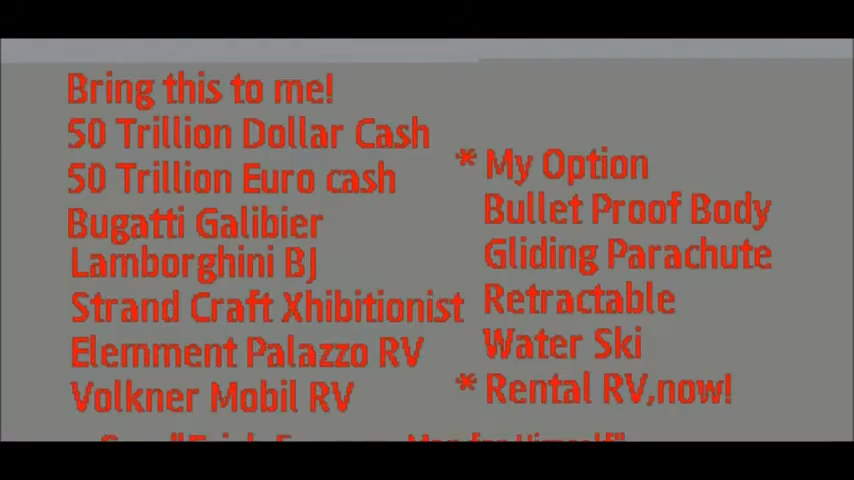 Bring this to me!
50 Trillion Dollar Cash
50 Trillion Euro cash
Bugatti Galibier
Lamborghini BJ
Strand Craft Xhibitionist
Elemment Palazzo RV
Volkner Mobil RV
* My Option
Bullet Proof Body
Gliding Parachute
Retractable
Water Ski
* Rental RV,now!